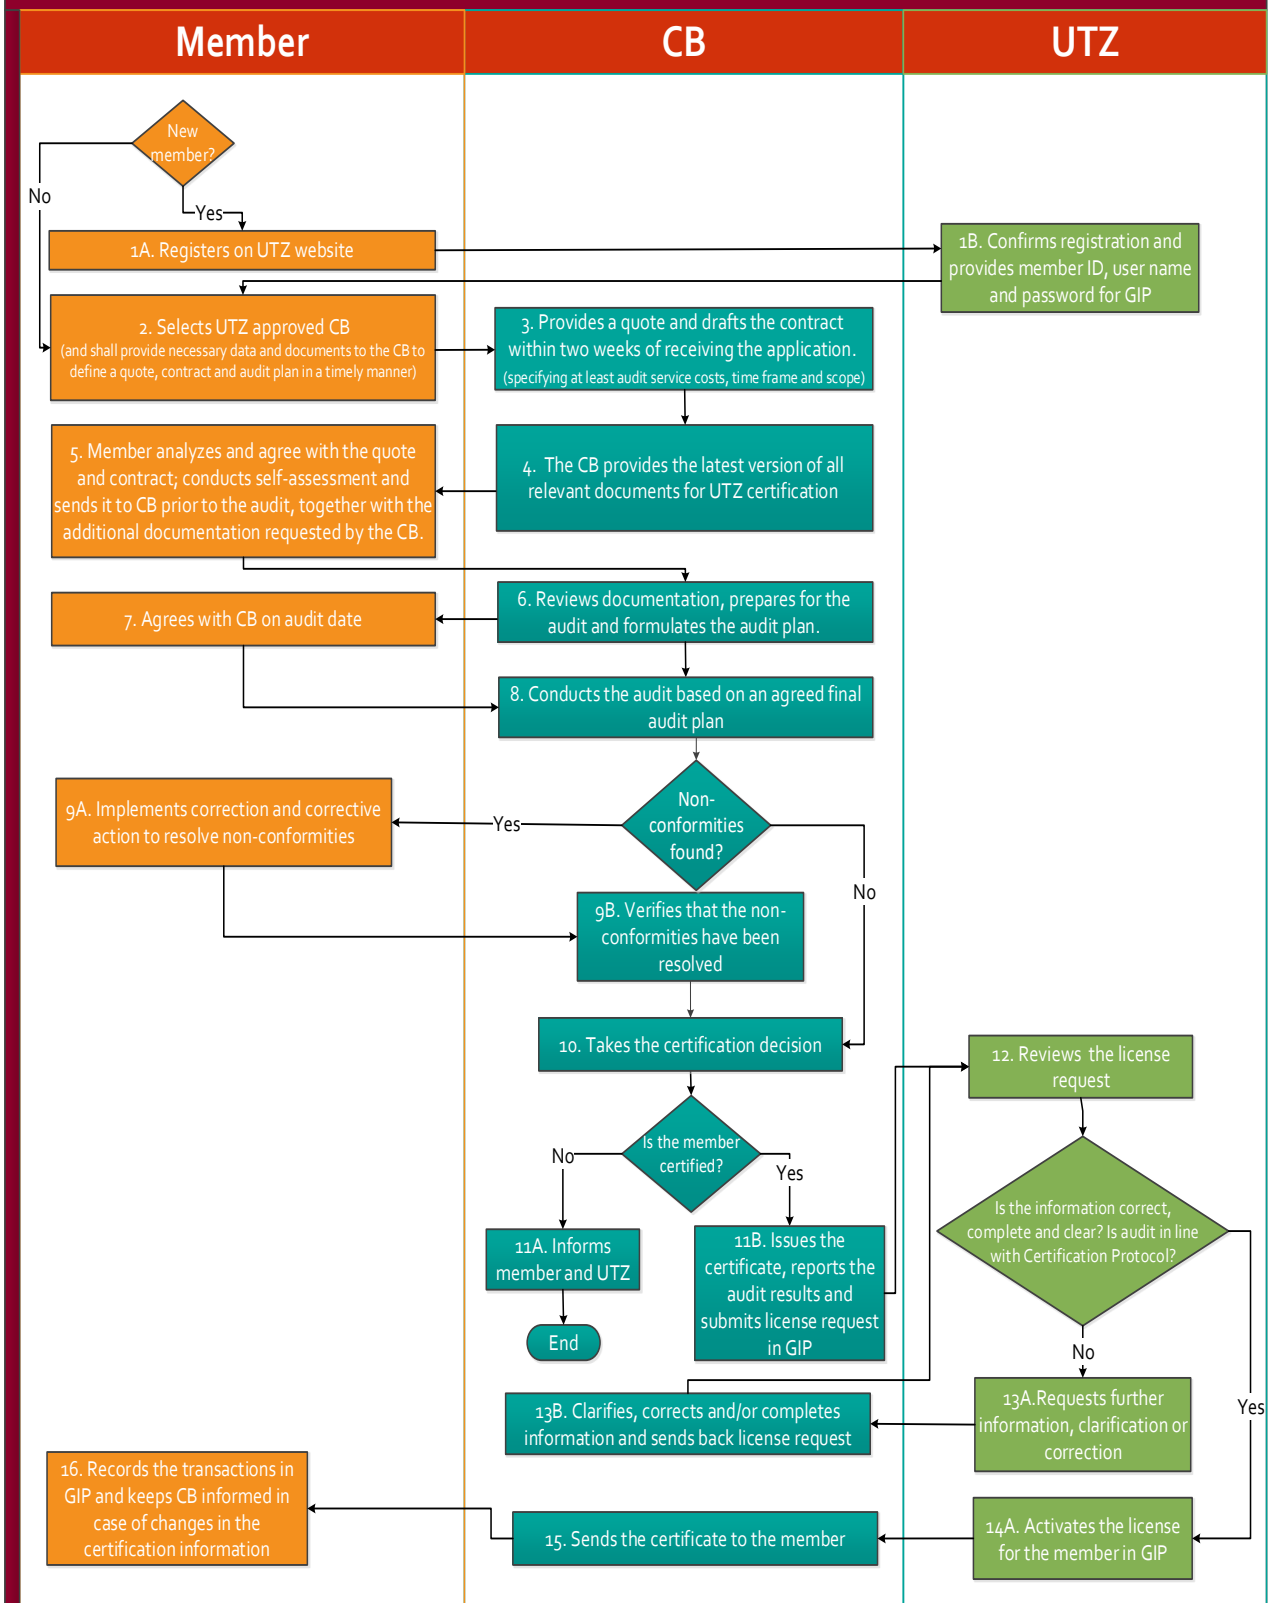 Member
CB
UTZ
New
member?
No
Yes
1A. Registers on UTZ website
1B. Confirms registration and
provides member ID, user name
and password for GIP
2. Selects UTZ approved CB
(and shall provide necessary data and documents to the CB to
define a quote, contract and audit plan in a timely manner)
3. Provides a quote and drafts the contract
within two weeks of receiving the application.
(specifying at least audit service costs, time frame and scope)
4. The CB provides the latest version of all
relevant documents for UTZ certification
5. Member analyzes and agree with the quote
and contract; conducts self-assessment and
sends it to CB prior to the audit, together with the
additional documentation requested by the CB.
6. Reviews documentation, prepares for the
audit and formulates the audit plan.
7. Agrees with CB on audit date
8. Conducts the audit based on an agreed final
audit plan
Non-
conformities
found?
Yes
No
9A. Implements correction and corrective
action to resolve non-conformities
9B. Verifies that the non-
conformities have been
resolved
10. Takes the certification decision
Is the member
certified?
No
Yes
11A. Informs
member and UTZ
End
11B. Issues the
certificate, reports the
audit results and
submits license request
in GIP
12. Reviews the license
request
Is the information correct,
complete and clear? Is audit in line
with Certification Protocol?
No
Yes
13A.Requests further
information, clarification or
correction
13B. Clarifies, corrects and/or completes
information and sends back license request
14A. Activates the license
for the member in GIP
15. Sends the certificate to the member
16. Records the transactions in
GIP and keeps CB informed in
case of changes in the
certification information